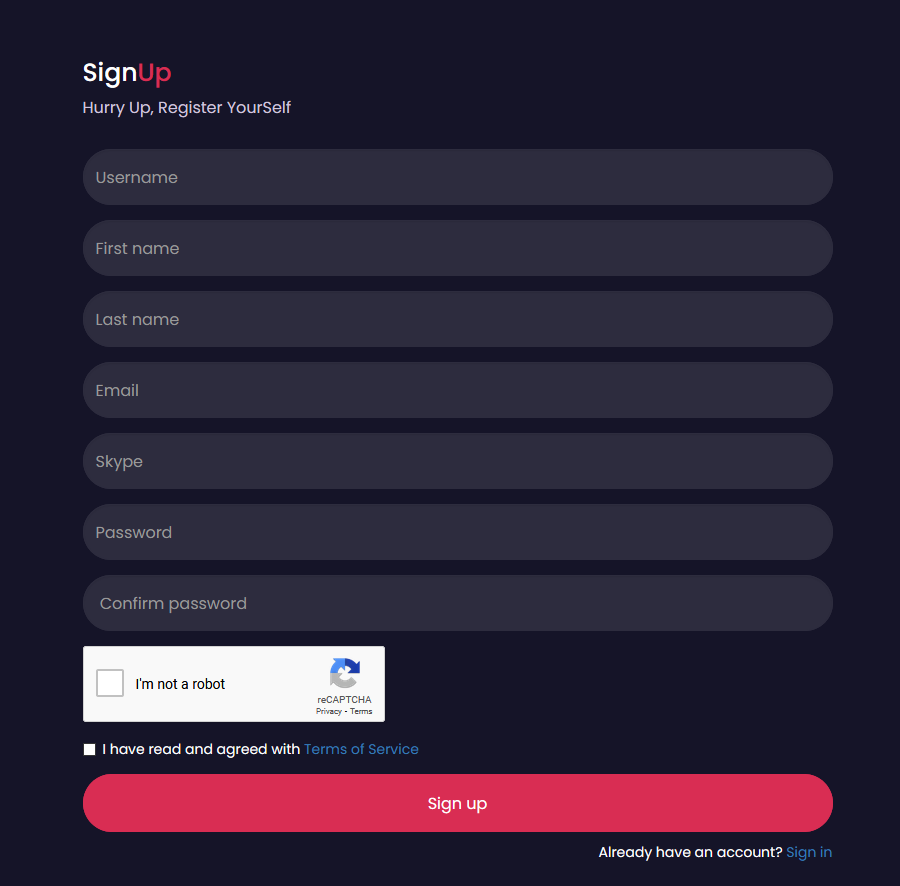 SignUp
Hurry Up, Register YourSelf
Username
First name
Last name
Email
Skype
Password
Confirm password
I'm not a robot
reCAPTCHA
Privacy - Terms
I have read and agreed with Terms of Service
Sign up
Already have an account? Sign in